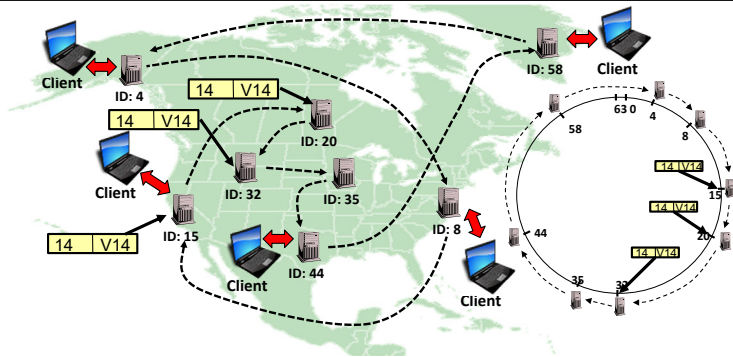 Client
ID: 4
ID: 58
Client
14 V14
ID: 20
14 V14
Client
ID: 32
ID: 35
ID: 15
ID: 8
14 V14
Client
ID: 44
Client
63 0
4
8
58
14 V14
15
14 V14
20
44
14 V14
35
32